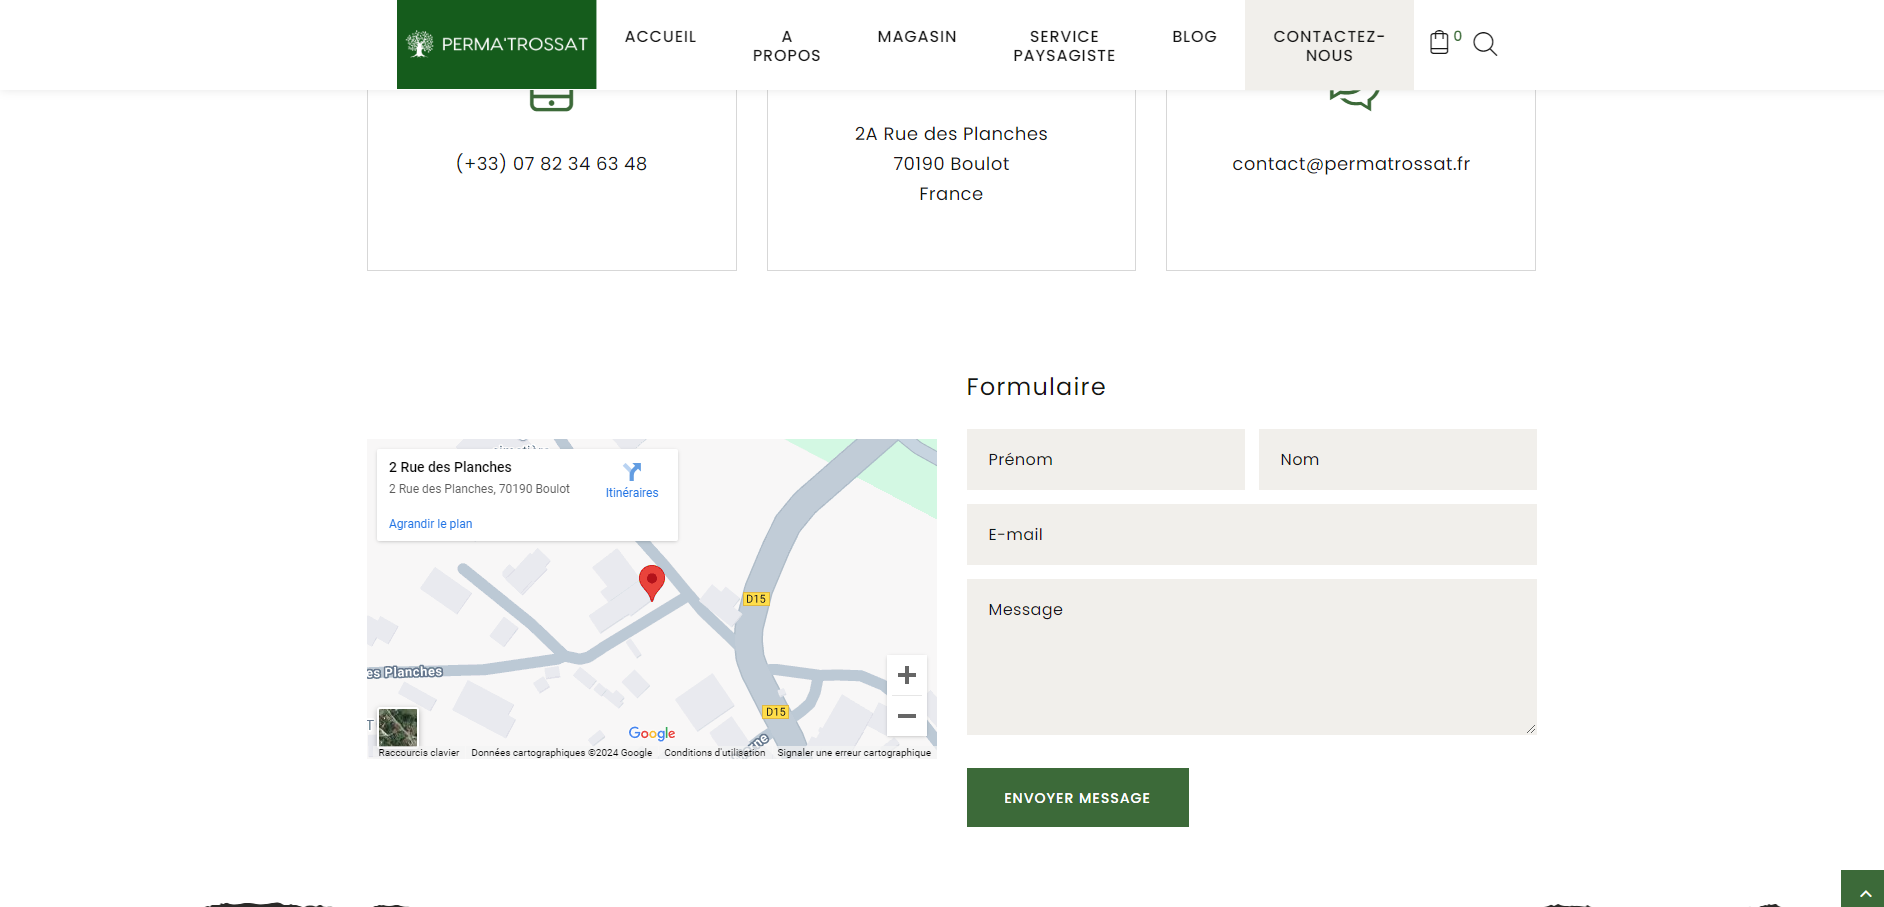 PERMA'TROSSAT
ACCUEIL
A
PROPOS
MAGASIN
SERVICE
PAYSAGISTE
BLOG
CONTACTEZ-
NOUS
0
(+33) 07 82 34 63 48
2A Rue des Planches
70190 Boulot
France
contact@permatrossat.fr
Formulaire
Prénom
Nom
E-mail
Message
ENVOYER MESSAGE
2 Rue des Planches
2 Rue des Planches, 70190 Boulot
Itinéraires
Agrandir le plan
D15
es Planches
D15
Google
Raccourcis clavier
Données cartographiques ©2024 Google
Conditions d'utilisation
Signaler une erreur cartographique